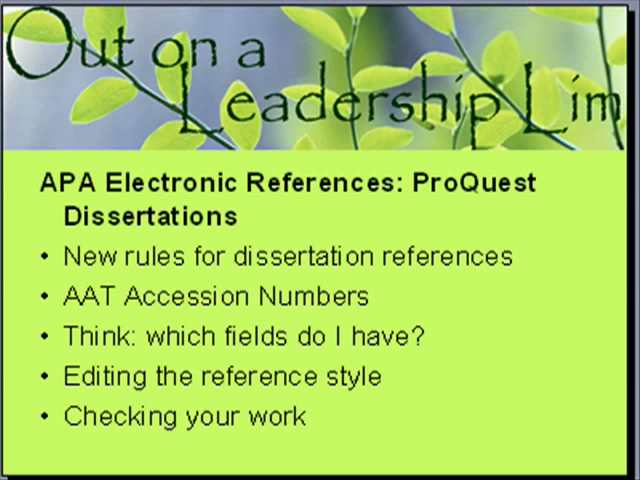 Out on a
Leadership Lim
APA Electronic References: ProQuest
Dissertations
• New rules for dissertation references
• AAT Accession Numbers
• Think: which fields do I have?
• Editing the reference style
• Checking your work